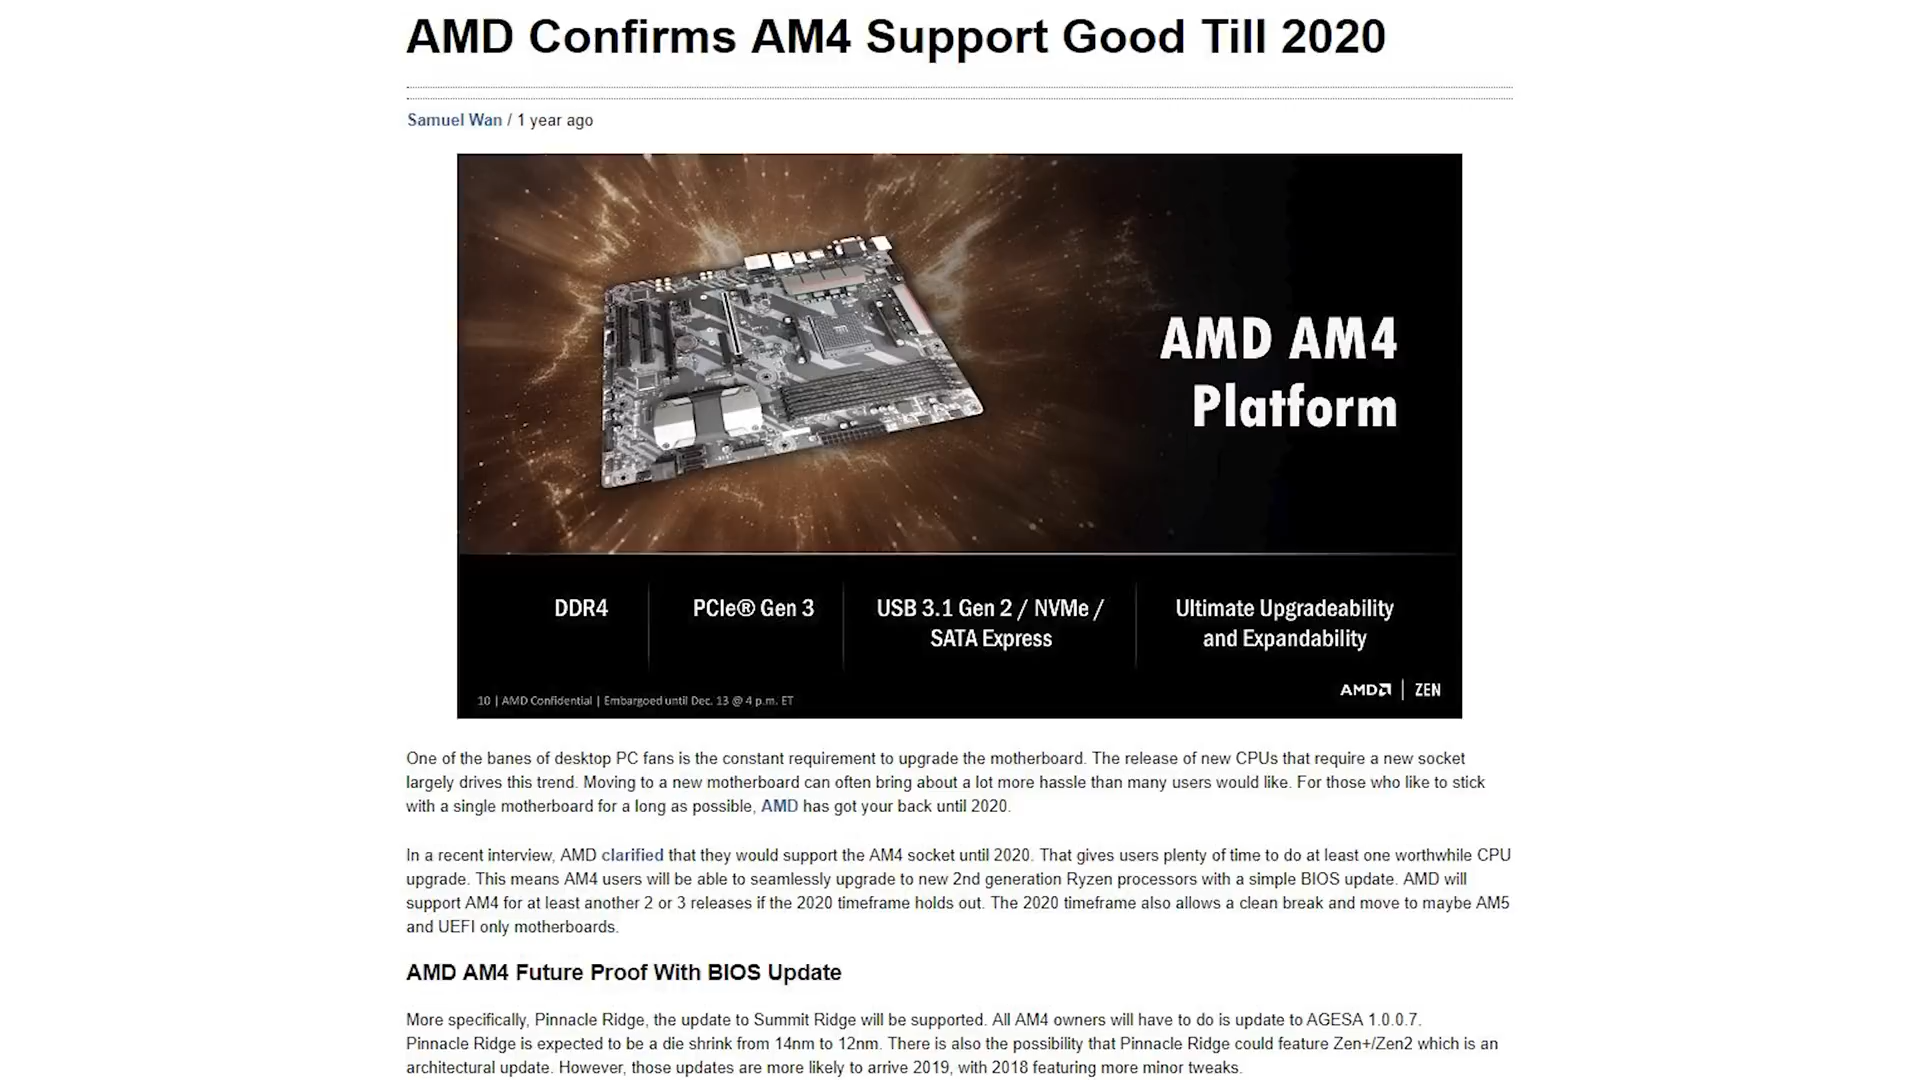 AMD Confirms AM4 Support Good Till 2020
Samuel Wan / 1 year ago
AMD AM4
Platform
DDR4
PCIe® Gen 3
USB 3.1 Gen 2 / NVMe /
SATA Express
Ultimate Upgradeability
and Expandability
10 | AMD Confidential | Embargoed until Dec. 13 @ 4 p.m. ET
AMD | ZEN
One of the banes of desktop PC fans is the constant requirement to upgrade the motherboard. The release of new CPUs that require a new socket
largely drives this trend. Moving to a new motherboard can often bring about a lot more hassle than many users would like. For those who like to stick
with a single motherboard for a long as possible, AMD has got your back until 2020.
In a recent interview, AMD clarified that they would support the AM4 socket until 2020. That gives users plenty of time to do at least one worthwhile CPU
upgrade. This means AM4 users will be able to seamlessly upgrade to new 2nd generation Ryzen processors with a simple BIOS update. AMD will
support AM4 for at least another 2 or 3 releases if the 2020 timeframe holds out. The 2020 timeframe also allows a clean break and move to maybe AM5
and UEFI only motherboards.
AMD AM4 Future Proof With BIOS Update
More specifically, Pinnacle Ridge, the update to Summit Ridge will be supported. All AM4 owners will have to do is update to AGESA 1.0.0.7.
Pinnacle Ridge is expected to be a die shrink from 14nm to 12nm. There is also the possibility that Pinnacle Ridge could feature Zen+/Zen2 which is an
architectural update. However, those updates are more likely to arrive 2019, with 2018 featuring more minor tweaks.